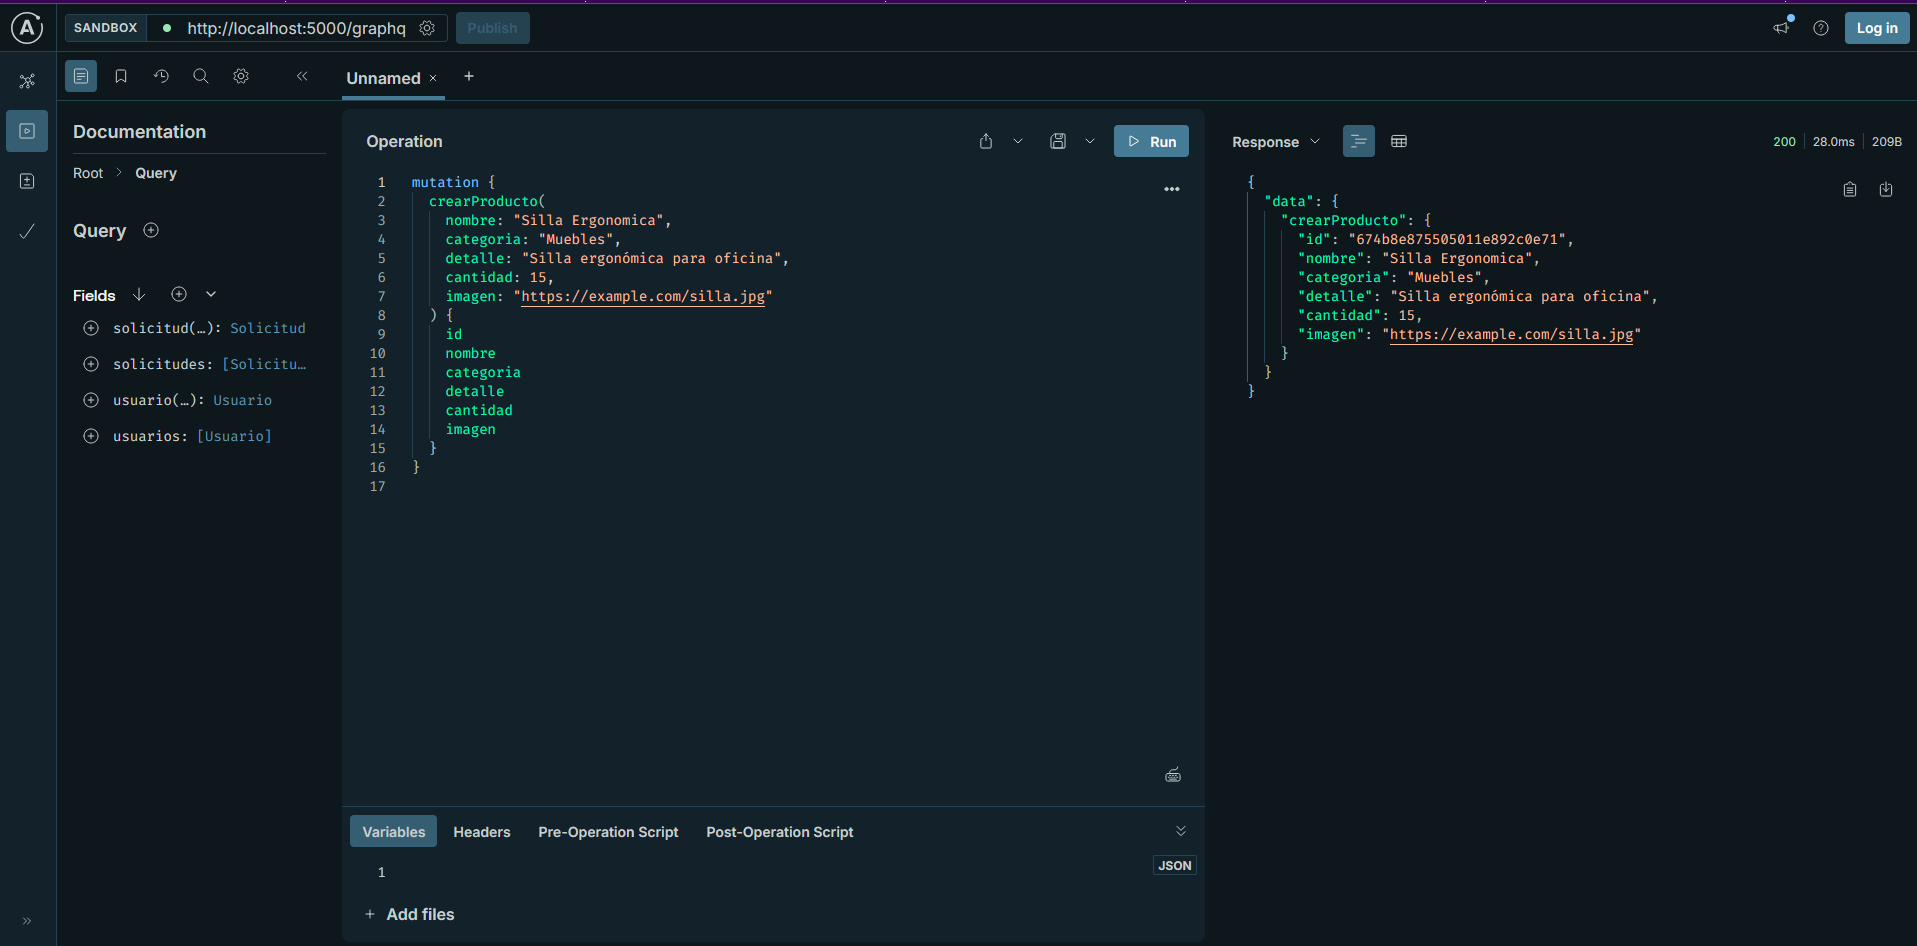 SANDBOX
http://localhost:5000/graphq
Publish
Log in
Unnamed
Documentation
Root > Query
Query
Fields
solicitud(…): Solicitud
solicitudes: [Solicitu…
usuario(…): Usuario
usuarios: [Usuario]
Operation
Run
1 mutation {
2 crearProducto(
3 nombre: "Silla Ergonomica",
4 categoria: "Muebles",
5 detalle: "Silla ergonómica para oficina",
6 cantidad: 15,
7 imagen: "https://example.com/silla.jpg"
8 ) {
9 id
10 nombre
11 categoria
12 detalle
13 cantidad
14 imagen
15 }
16 }
17
Variables Headers Pre-Operation Script Post-Operation Script
1
JSON
+ Add files
Response
200 28.0ms 209B
{
"data": {
"crearProducto": {
"id": "674b8e875505011e892c0e71",
"nombre": "Silla Ergonomica",
"categoria": "Muebles",
"detalle": "Silla ergonómica para oficina",
"cantidad": 15,
"imagen": "https://example.com/silla.jpg"
}
}
}